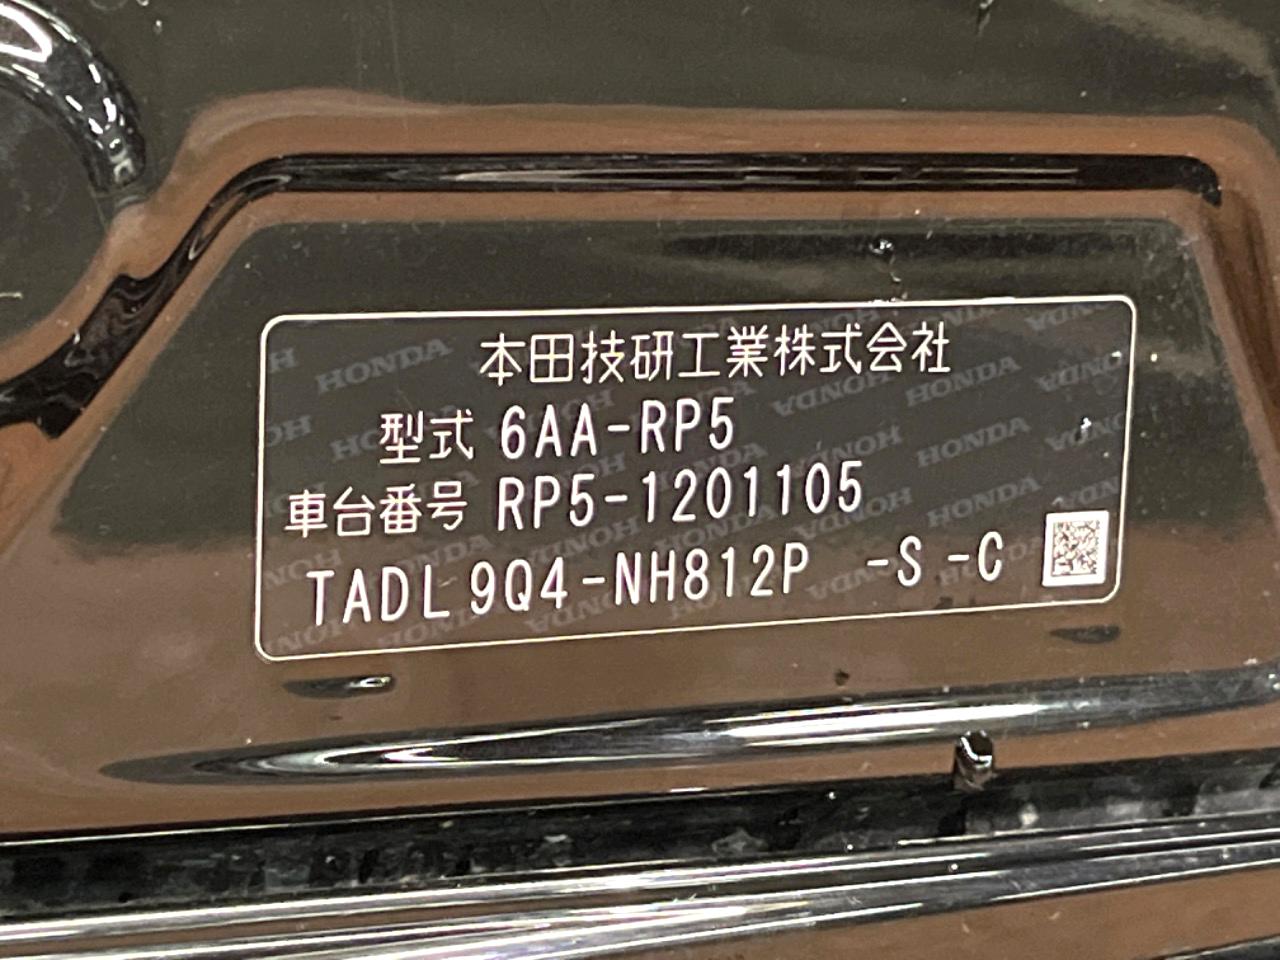 本田技研工業株式会社
型式 6AA-RP5
車台番号 RP5-1201105
TADL 9Q4-NH812P -S -C